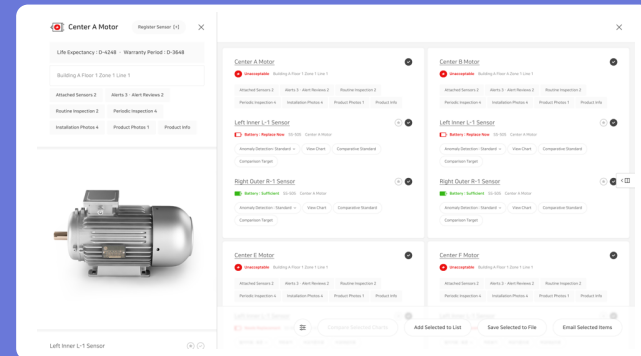 Center A Motor
Register Sensor [+]
Life Expectancy : D-4248 - Warranty Period : D-3648
Building A Floor 1 Zone 1 Line 1
Attached Sensors 2
Alerts 3 - Alert Reviews 2
Routine Inspection 2
Periodic Inspection 4
Installation Photos 4
Product Photos 1
Product Info
Left Inner L-1 Sensor
Center A Motor
Unacceptable Building A Floor 1 Zone 1 Line 1
Attached Sensors 2
Alerts 3 - Alert Reviews 2
Routine Inspection 2
Periodic Inspection 4
Installation Photos 4
Product Photos 1
Product Info
Left Inner L-1 Sensor
Battery : Replace Now
Center A Motor
Anomaly Detection: Standard
View Chart
Comparative Standard
Comparison Target
Right Outer R-1 Sensor
Battery : Sufficient
Center A Motor
Anomaly Detection : Standard
View Chart
Comparative Standard
Comparison Target
Center B Motor
Unacceptable Building A Floor 1 Zone 1 Line 1
Attached Sensors 2
Alerts 3 - Alert Reviews 2
Routine Inspection 2
Periodic Inspection 4
Installation Photos 4
Product Photos 1
Product Info
Left Inner L-1 Sensor
Battery : Replace Now
Center A Motor
Anomaly Detection: Standard
View Chart
Comparative Standard
Comparison Target
Right Outer R-1 Sensor
Battery : Sufficient
Center A Motor
Anomaly Detection : Standard
View Chart
Comparative Standard
Comparison Target
Center E Motor
Unacceptable Building A Floor 1 Zone 1 Line 1
Attached Sensors 2
Alerts 3 - Alert Reviews 2
Routine Inspection 2
Periodic Inspection 4
Installation Photos 4
Product Photos 1
Product Info
Center F Motor
Unacceptable Building A Floor 1 Zone 1 Line 1
Attached Sensors 2
Alerts 3 - Alert Reviews 2
Routine Inspection 2
Periodic Inspection 4
Installation Photos 4
Product Photos 1
Product Info
Add Selected to List
Save Selected to File
Email Selected Items